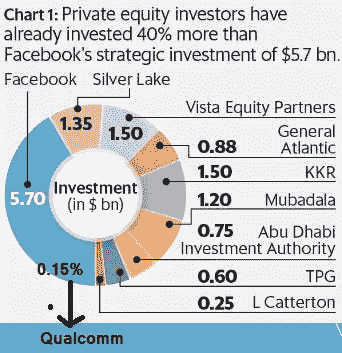 Chart 1: Private equity investors have
already invested 40% more than
Facebook's strategic investment of $5.7 bn.
Facebook Silver Lake
Vista Equity Partners
1.35
1.50
General
0.88 Atlantic
1.50 KKR
5.70
Investment
(in $ bn)
1.20 Mubadala
0.75 Abu Dhabi
Investment Authority
0.15%
0.60 TPG
0.25 L Catterton
Qualcomm